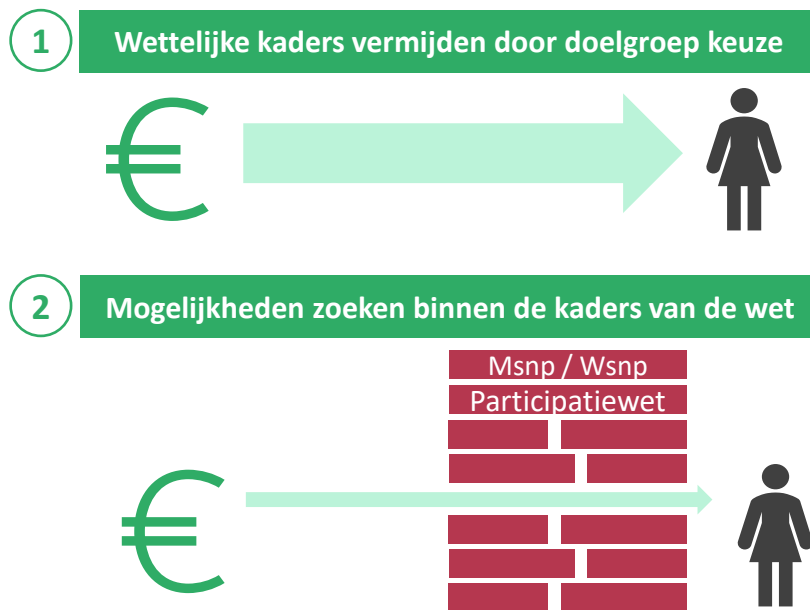 1
Wettelijke kaders vermijden door doelgroep keuze
€
2
Mogelijkheden zoeken binnen de kaders van de wet
Msnp / Wsnp
Participatiewet
€